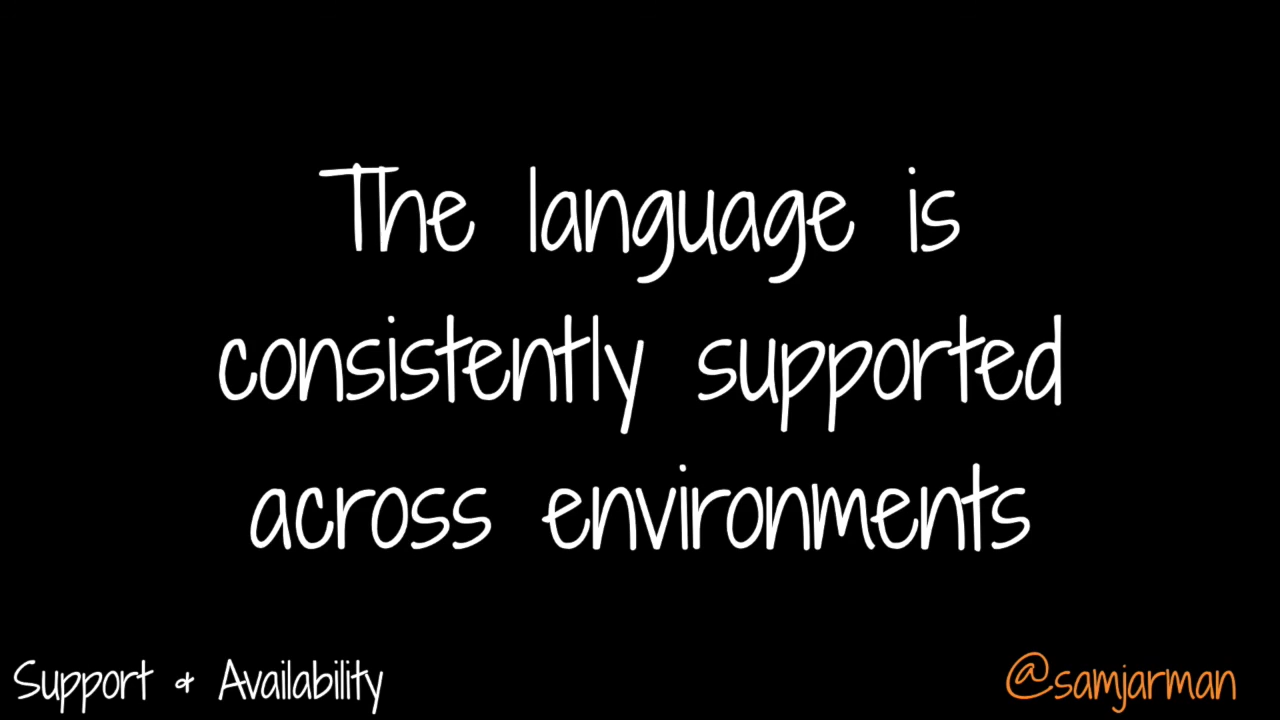 The language is
consistently supported
across environments
Support & Availability
@samjarman